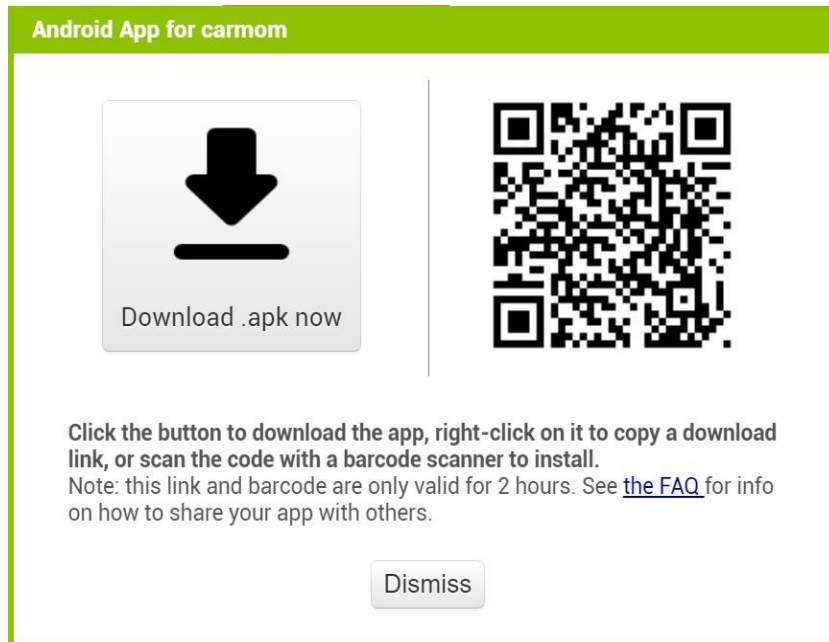 Android App for carmom
Download .apk now
Click the button to download the app, right-click on it to copy a download
link, or scan the code with a barcode scanner to install.
Note: this link and barcode are only valid for 2 hours. See the FAQ for info
on how to share your app with others.
Dismiss